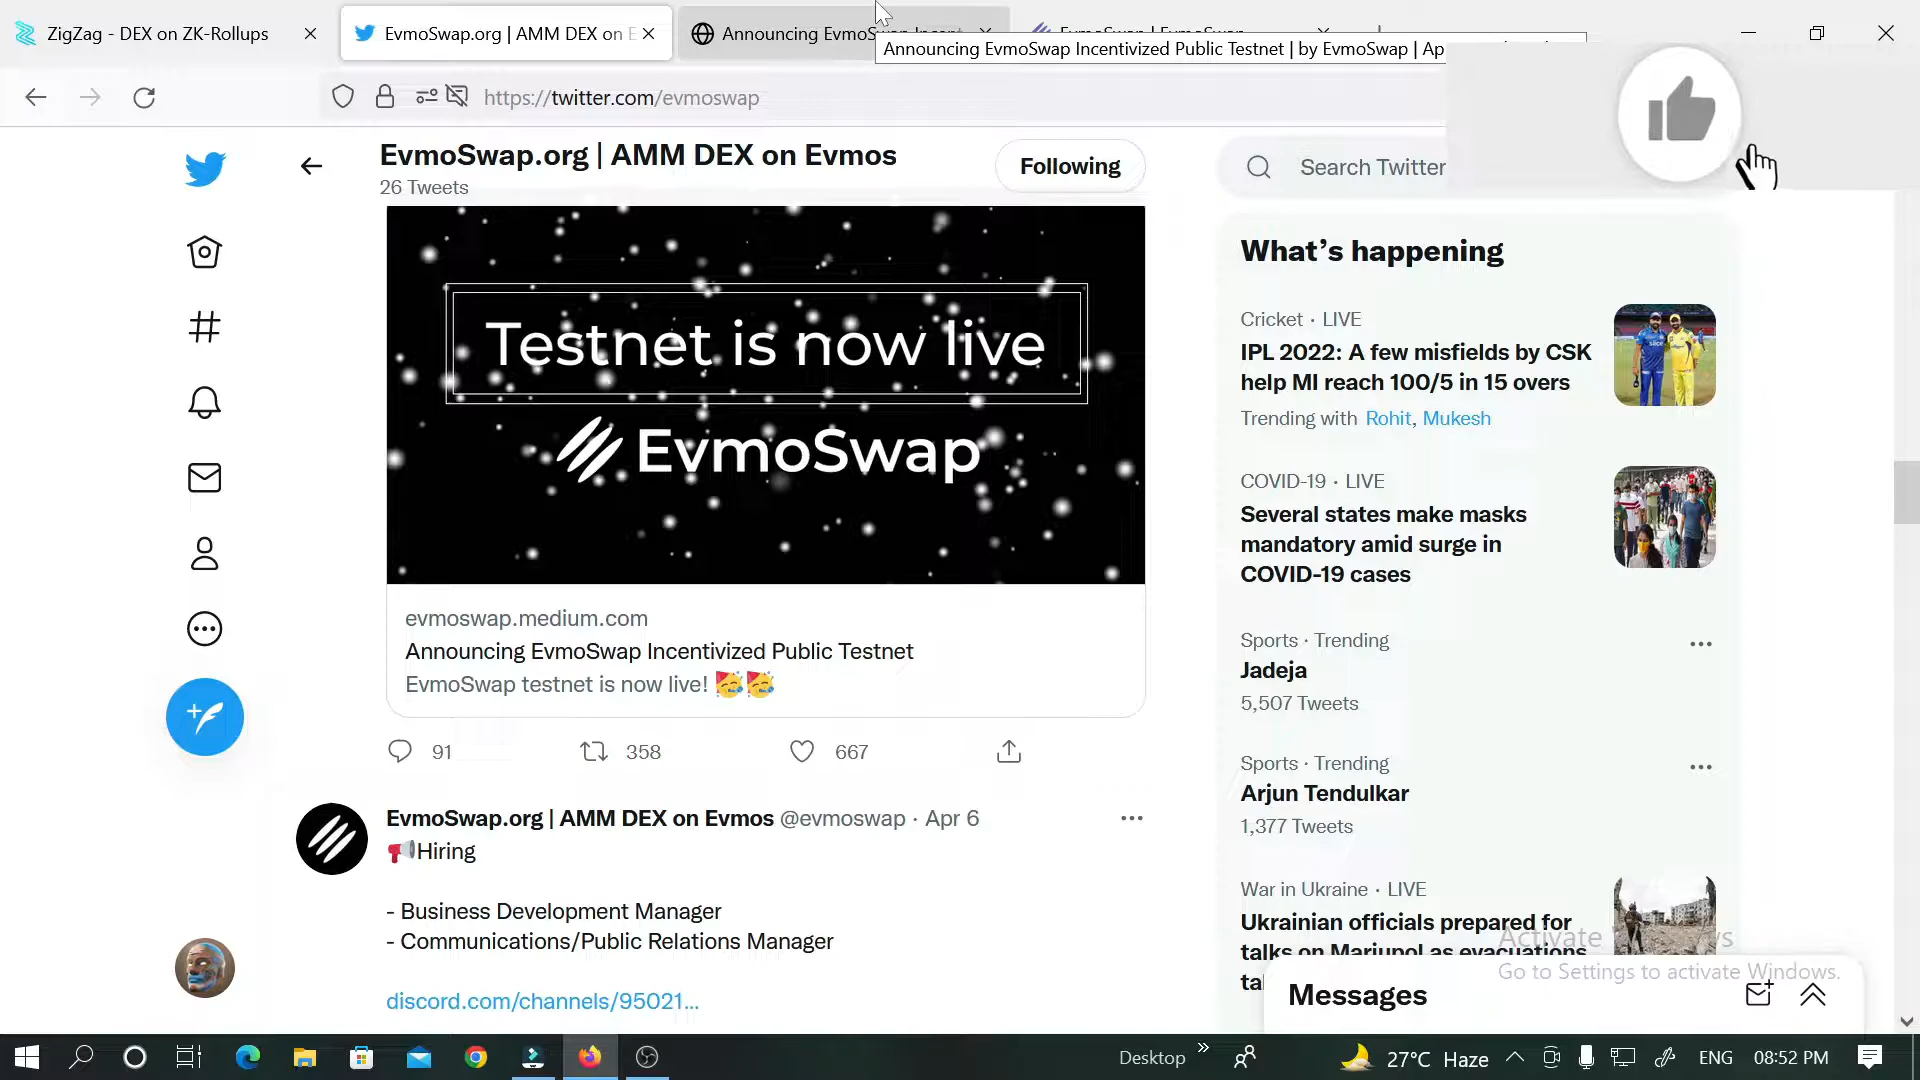 ZigZag - DEX on ZK-Rollups
EvmoSwap.org | AMM DEX on E
Announcing EvmoSwap Incentivized Public Testnet | by EvmoSwap | Ap
https://twitter.com/evmoswap
EvmoSwap.org | AMM DEX on Evmos
26 Tweets
Following
Search Twitter
Testnet is now live
EvmoSwap
evmoswap.medium.com
Announcing EvmoSwap Incentivized Public Testnet
EvmoSwap testnet is now live! 🥳🥳
91 358 667
EvmoSwap.org | AMM DEX on Evmos @evmoswap · Apr 6
📢Hiring
- Business Development Manager
- Communications/Public Relations Manager
discord.com/channels/95021...
What's happening
Cricket · LIVE
IPL 2022: A few misfields by CSK
help MI reach 100/5 in 15 overs
Trending with Rohit, Mukesh
COVID-19 · LIVE
Several states make masks
mandatory amid surge in
COVID-19 cases
Sports · Trending
Jadeja
5,507 Tweets
Sports · Trending
Arjun Tendulkar
1,377 Tweets
War in Ukraine · LIVE
Ukrainian officials prepared for
talks on Mariupol as evacuations
Activate
Go to Settings to activate Windows.
Messages
Desktop
27°C Haze
ENG
08:52 PM